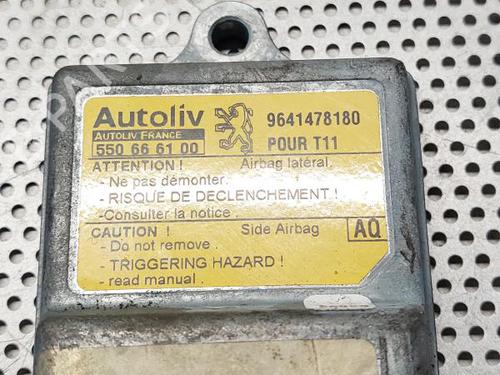 Autoliv
AUTOLIV FRANCE
550 66 61 00
9641478180
POUR T11
ATTENTION ! Airbag latéral.
- Ne pas démonter.
- RISQUE DE DECLENCHEMENT !
-Consulter la notice.
CAUTION ! Side Airbag AQ
- Do not remove.
- TRIGGERING HAZARD !
- read manual.